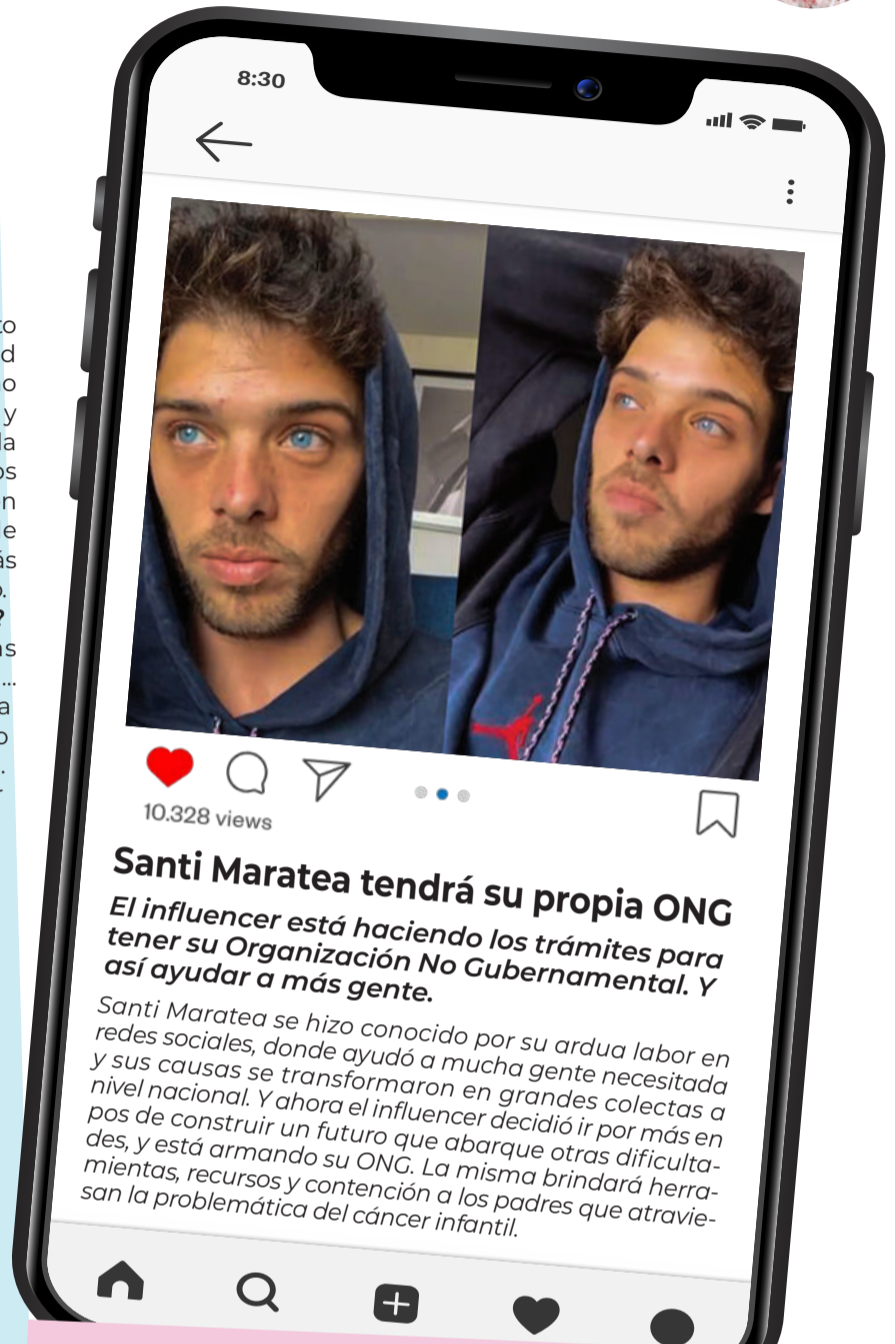 8:30
10.328 views
Santi Maratea tendrá su propia ONG
El influencer está haciendo los trámites para
tener su Organización No Gubernamental. Y
así ayudar a más gente.
Santi Maratea se hizo conocido por su ardua labor en
redes sociales, donde ayudó a mucha gente necesitada
y sus causas se transformaron en grandes colectas a
nivel nacional. Y ahora el influencer decidió ir por más en
pos de construir un futuro que abarque otras dificulta-
des, y está armando su ONG. La misma brindará herra-
mientas, recursos y contención a los padres que atravie-
san la problemática del cáncer infantil.